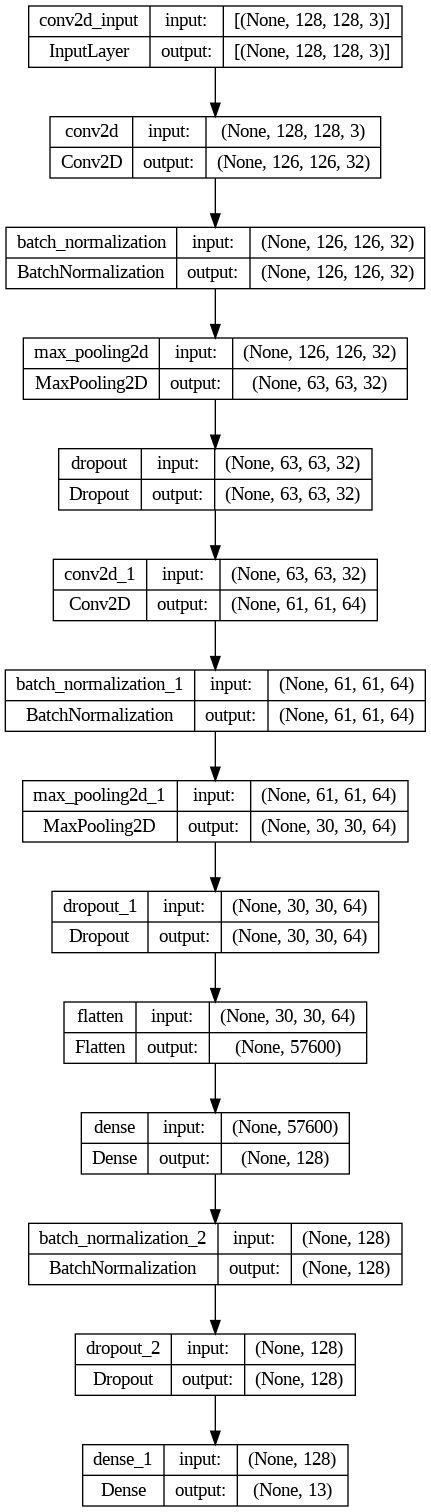 conv2d_input input: [(None, 128, 128, 3)]
InputLayer output: [(None, 128, 128, 3)]
conv2d input: (None, 128, 128, 3)
Conv2D output: (None, 126, 126, 32)
batch_normalization input: (None, 126, 126, 32)
BatchNormalization output: (None, 126, 126, 32)
max_pooling2d input: (None, 126, 126, 32)
MaxPooling2D output: (None, 63, 63, 32)
dropout input: (None, 63, 63, 32)
Dropout output: (None, 63, 63, 32)
conv2d_1 input: (None, 63, 63, 32)
Conv2D output: (None, 61, 61, 64)
batch_normalization_1 input: (None, 61, 61, 64)
BatchNormalization output: (None, 61, 61, 64)
max_pooling2d_1 input: (None, 61, 61, 64)
MaxPooling2D output: (None, 30, 30, 64)
dropout_1 input: (None, 30, 30, 64)
Dropout output: (None, 30, 30, 64)
flatten input: (None, 30, 30, 64)
Flatten output: (None, 57600)
dense input: (None, 57600)
Dense output: (None, 128)
batch_normalization_2 input: (None, 128)
BatchNormalization output: (None, 128)
dropout_2 input: (None, 128)
Dropout output: (None, 128)
dense_1 input: (None, 128)
Dense output: (None, 13)